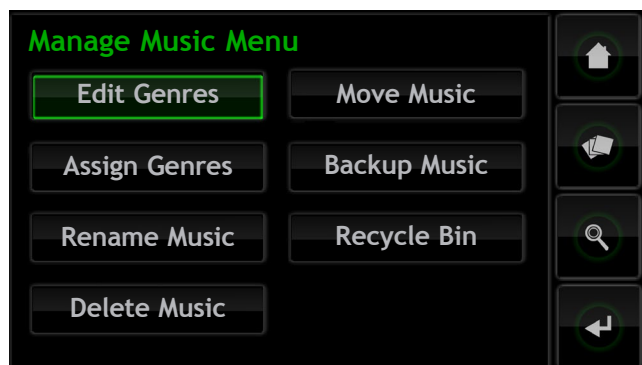 Manage Music Menu
Edit Genres
Move Music
Assign Genres
Backup Music
Rename Music
Recycle Bin
Delete Music